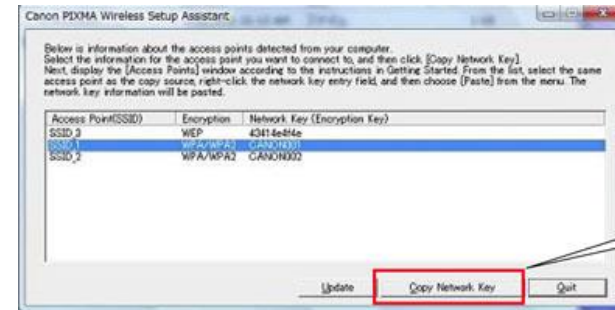 Canon PIXMA Wireless Setup Assistant
Below is information about the access points detected from your computer.
Select the information for the access point you want to connect to, and then click [Copy Network Key].
Next, display the [Access Points] window according to the instructions in Getting Started. From the list, select the same
access point as the copy source, right-click the network key entry field, and then choose [Paste] from the menu. The
network key information will be pasted.
Access Point(SSID) Encryption Network Key (Encryption Key)
SSID_3 WEP 43414e4f4e
SSID_1 WPA/WPA2 CANON001
SSID_2 WPA/WPA2 CANON002
Update Copy Network Key Quit